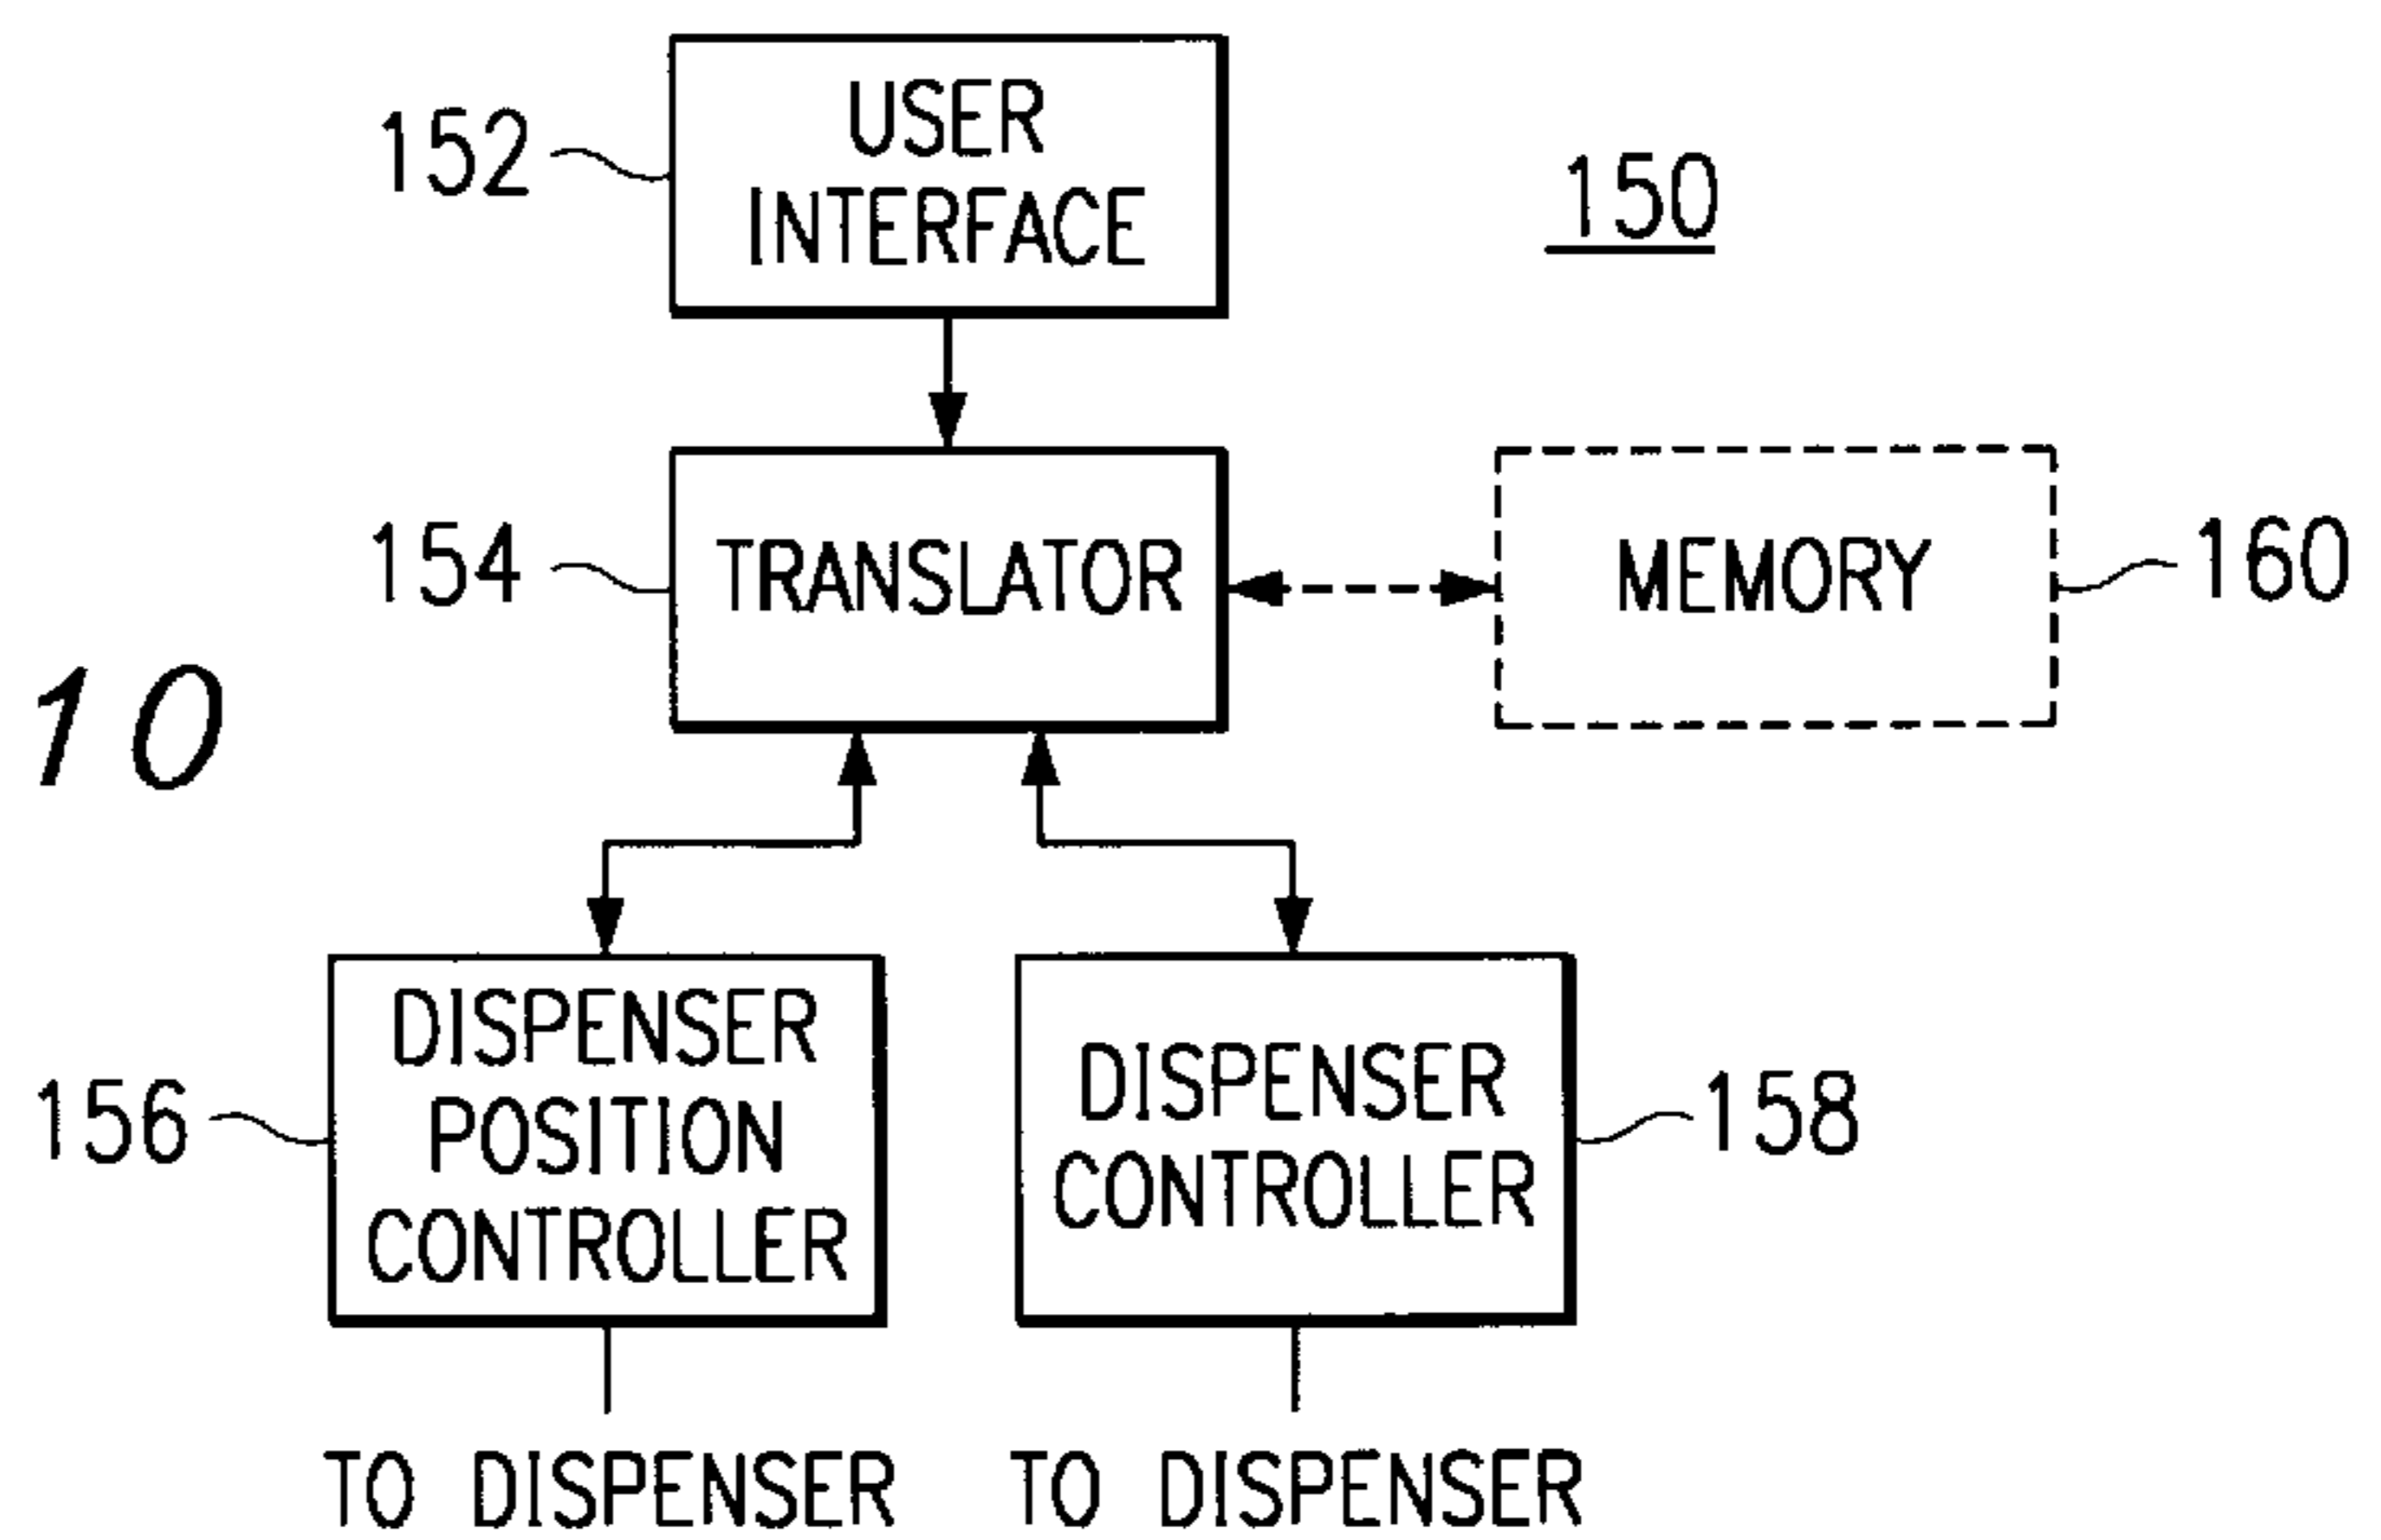 USER
152
150
INTERFACE
154
TRANSLATOR
MEMORY
160
10
DISPENSER
POSITION
CONTROLLER
156
DISPENSER
CONTROLLER
158
TO DISPENSER
TO DISPENSER